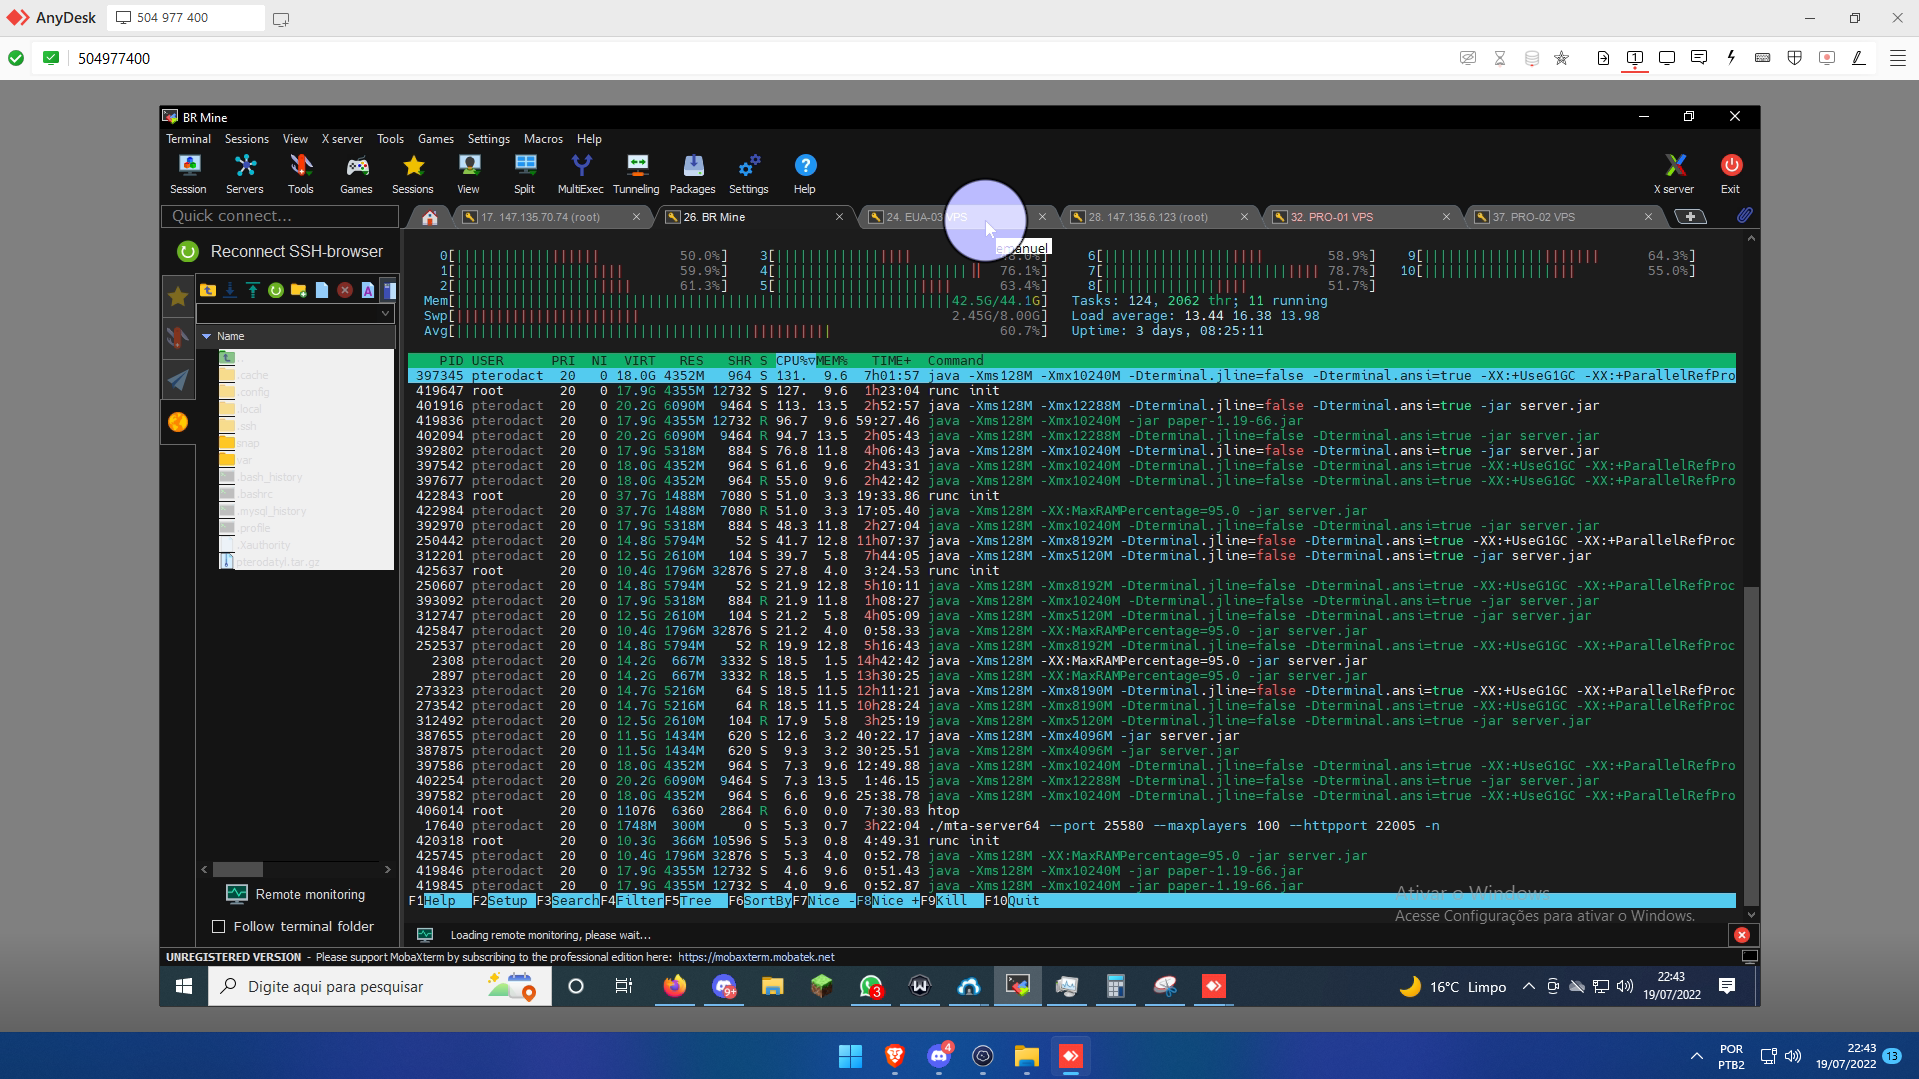 AnyDesk
504 977 400
504977400
BR Mine
Terminal Sessions View X server Tools Games Settings Macros Help
Session Servers Tools Games Sessions View Split MultiExec Tunneling Packages Settings Help X server Exit
Quick connect...
17. 147.135.70.74 (root) 26. BR Mine 24. EUA-03 VPS 28. 147.135.6.123 (root) 32. PRO-01 VPS 37. PRO-02 VPS
emanuel
Reconnect SSH-browser
Name
..
.cache
.config
.local
.ssh
snap
var
.bash_history
.bashrc
.mysql_history
.profile
.Xauthority
pterodatyl.tar.gz
Remote monitoring
Follow terminal folder
0[ 50.0%] 3[ 6[ 58.9%] 9[ 64.3%]
1[ 59.9%] 4[ 76.1%] 7[ 78.7%] 10[ 55.0%]
2[ 61.3%] 5[ 63.4%] 8[ 51.7%]
Mem[ 42.5G/44.1G] Tasks: 124, 2062 thr; 11 running
Swp[ 2.45G/8.00G] Load average: 13.44 16.38 13.98
Avg[ 60.7%] Uptime: 3 days, 08:25:11
PID USER PRI NI VIRT RES SHR S CPU%▽MEM% TIME+ Command
397345 pterodact 20 0 18.0G 4352M 964 S 131. 9.6 7h01:57 java -Xms128M -Xmx10240M -Dterminal.jline=false -Dterminal.ansi=true -XX:+UseG1GC -XX:+ParallelRefPro
419647 root 20 0 17.9G 4355M 12732 S 127. 9.6 1h23:04 runc init
401916 pterodact 20 0 20.2G 6090M 9464 S 113. 13.5 2h52:57 java -Xms128M -Xmx12288M -Dterminal.jline=false -Dterminal.ansi=true -jar server.jar
419836 pterodact 20 0 17.9G 4355M 12732 R 96.7 9.6 59:27.46 java -Xms128M -Xmx10240M -jar paper-1.19-66.jar
402094 pterodact 20 0 20.2G 6090M 9464 R 94.7 13.5 2h05:43 java -Xms128M -Xmx12288M -Dterminal.jline=false -Dterminal.ansi=true -jar server.jar
392802 pterodact 20 0 17.9G 5318M 884 S 76.8 11.8 4h06:43 java -Xms128M -Xmx10240M -Dterminal.jline=false -Dterminal.ansi=true -jar server.jar
397542 pterodact 20 0 18.0G 4352M 964 S 61.6 9.6 2h43:31 java -Xms128M -Xmx10240M -Dterminal.jline=false -Dterminal.ansi=true -XX:+UseG1GC -XX:+ParallelRefPro
397677 pterodact 20 0 18.0G 4352M 964 R 55.0 9.6 2h42:42 java -Xms128M -Xmx10240M -Dterminal.jline=false -Dterminal.ansi=true -XX:+UseG1GC -XX:+ParallelRefPro
422843 root 20 0 37.7G 1488M 7080 S 51.0 3.3 19:33.86 runc init
422984 pterodact 20 0 37.7G 1488M 7080 R 51.0 3.3 17:05.40 java -Xms128M -XX:MaxRAMPercentage=95.0 -jar server.jar
392970 pterodact 20 0 17.9G 5318M 884 S 48.3 11.8 2h27:04 java -Xms128M -Xmx10240M -Dterminal.jline=false -Dterminal.ansi=true -jar server.jar
250442 pterodact 20 0 14.8G 5794M 52 S 41.7 12.8 11h07:37 java -Xms128M -Xmx8192M -Dterminal.jline=false -Dterminal.ansi=true -XX:+UseG1GC -XX:+ParallelRefProc
312201 pterodact 20 0 12.5G 2610M 104 S 39.7 5.8 7h44:05 java -Xms128M -Xmx5120M -Dterminal.jline=false -Dterminal.ansi=true -jar server.jar
425637 root 20 0 10.4G 1796M 32876 S 27.8 4.0 3:24.53 runc init
250607 pterodact 20 0 14.8G 5794M 52 S 21.9 12.8 5h10:11 java -Xms128M -Xmx8192M -Dterminal.jline=false -Dterminal.ansi=true -XX:+UseG1GC -XX:+ParallelRefProc
393092 pterodact 20 0 17.9G 5318M 884 R 21.9 11.8 1h08:27 java -Xms128M -Xmx10240M -Dterminal.jline=false -Dterminal.ansi=true -jar server.jar
312747 pterodact 20 0 12.5G 2610M 104 S 21.2 5.8 4h05:09 java -Xms128M -Xmx5120M -Dterminal.jline=false -Dterminal.ansi=true -jar server.jar
425847 pterodact 20 0 10.4G 1796M 32876 S 21.2 4.0 0:58.33 java -Xms128M -XX:MaxRAMPercentage=95.0 -jar server.jar
252537 pterodact 20 0 14.8G 5794M 52 R 19.9 12.8 5h16:43 java -Xms128M -Xmx8192M -Dterminal.jline=false -Dterminal.ansi=true -XX:+UseG1GC -XX:+ParallelRefProc
2308 pterodact 20 0 14.2G 667M 3332 S 18.5 1.5 14h42:42 java -Xms128M -XX:MaxRAMPercentage=95.0 -jar server.jar
2897 pterodact 20 0 14.2G 667M 3332 R 18.5 1.5 13h30:25 java -Xms128M -XX:MaxRAMPercentage=95.0 -jar server.jar
273323 pterodact 20 0 14.7G 5216M 64 S 18.5 11.5 12h11:21 java -Xms128M -Xmx8190M -Dterminal.jline=false -Dterminal.ansi=true -XX:+UseG1GC -XX:+ParallelRefProc
273542 pterodact 20 0 14.7G 5216M 64 R 18.5 11.5 10h28:24 java -Xms128M -Xmx8190M -Dterminal.jline=false -Dterminal.ansi=true -XX:+UseG1GC -XX:+ParallelRefProc
312492 pterodact 20 0 12.5G 2610M 104 R 17.9 5.8 3h25:19 java -Xms128M -Xmx5120M -Dterminal.jline=false -Dterminal.ansi=true -jar server.jar
387655 pterodact 20 0 11.5G 1434M 620 S 12.6 3.2 40:22.17 java -Xms128M -Xmx4096M -jar server.jar
387875 pterodact 20 0 11.5G 1434M 620 S 9.3 3.2 30:25.51 java -Xms128M -Xmx4096M -jar server.jar
397586 pterodact 20 0 18.0G 4352M 964 S 7.3 9.6 12:49.88 java -Xms128M -Xmx10240M -Dterminal.jline=false -Dterminal.ansi=true -XX:+UseG1GC -XX:+ParallelRefPro
402254 pterodact 20 0 20.2G 6090M 9464 S 7.3 13.5 1:46.15 java -Xms128M -Xmx12288M -Dterminal.jline=false -Dterminal.ansi=true -jar server.jar
397582 pterodact 20 0 18.0G 4352M 964 S 6.6 9.6 25:38.78 java -Xms128M -Xmx10240M -Dterminal.jline=false -Dterminal.ansi=true -XX:+UseG1GC -XX:+ParallelRefPro
406014 root 20 0 11076 6360 2864 R 6.0 0.0 7:30.83 htop
17640 pterodact 20 0 1748M 300M 0 S 5.3 0.7 3h22:04 ./mta-server64 --port 25580 --maxplayers 100 --httpport 22005 -n
420318 root 20 0 10.3G 366M 10596 S 5.3 0.8 4:49.31 runc init
425745 pterodact 20 0 10.4G 1796M 32876 S 5.3 4.0 0:52.78 java -Xms128M -XX:MaxRAMPercentage=95.0 -jar server.jar
419846 pterodact 20 0 17.9G 4355M 12732 S 4.6 9.6 0:51.43 java -Xms128M -Xmx10240M -jar paper-1.19-66.jar
419845 pterodact 20 0 17.9G 4355M 12732 S 4.0 9.6 0:52.87 java -Xms128M -Xmx10240M -jar paper-1.19-66.jar
F1Help F2Setup F3SearchF4FilterF5Tree F6SortByF7Nice -F8Nice +F9Kill F10Quit
Ativar o Windows
Acesse Configurações para ativar o Windows.
Loading remote monitoring, please wait...
UNREGISTERED VERSION - Please support MobaXterm by subscribing to the professional edition here: https://mobaxterm.mobatek.net
Digite aqui para pesquisar
9+
3
16°C Limpo
22:43
19/07/2022
4
POR
PTB2
22:43
19/07/2022
13